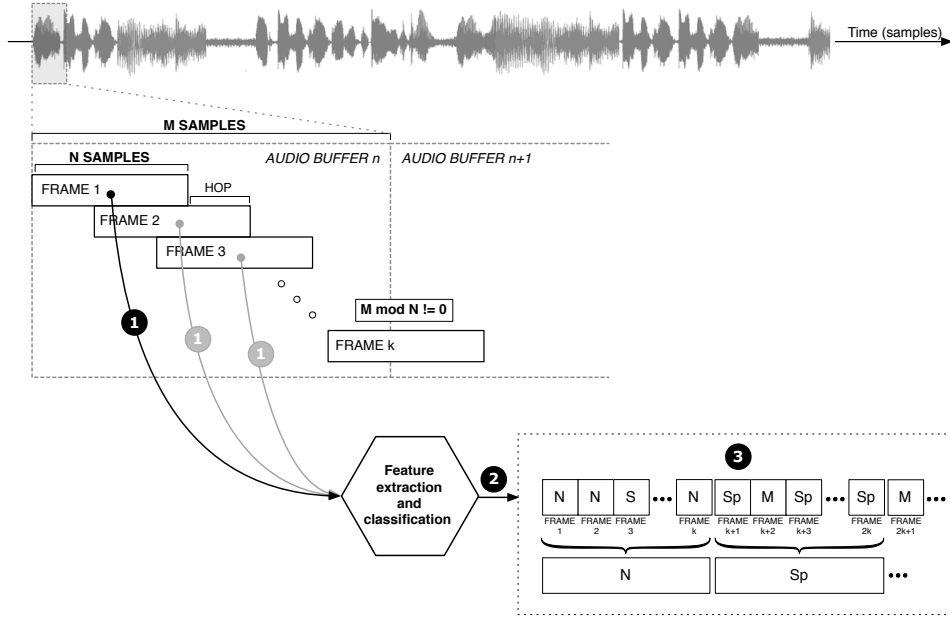 Time (samples)
M SAMPLES
N SAMPLES
AUDIO BUFFER n
AUDIO BUFFER n+1
FRAME 1
HOP
FRAME 2
FRAME 3
M mod N != 0
1
1
1
FRAME k
Feature
extraction
and
classification
2
3
N N S ••• N Sp M Sp ••• Sp M •••
FRAME 1
FRAME 2
FRAME 3
FRAME k
FRAME k+1
FRAME k+2
FRAME k+3
FRAME 2k
FRAME 2k+1
N Sp •••